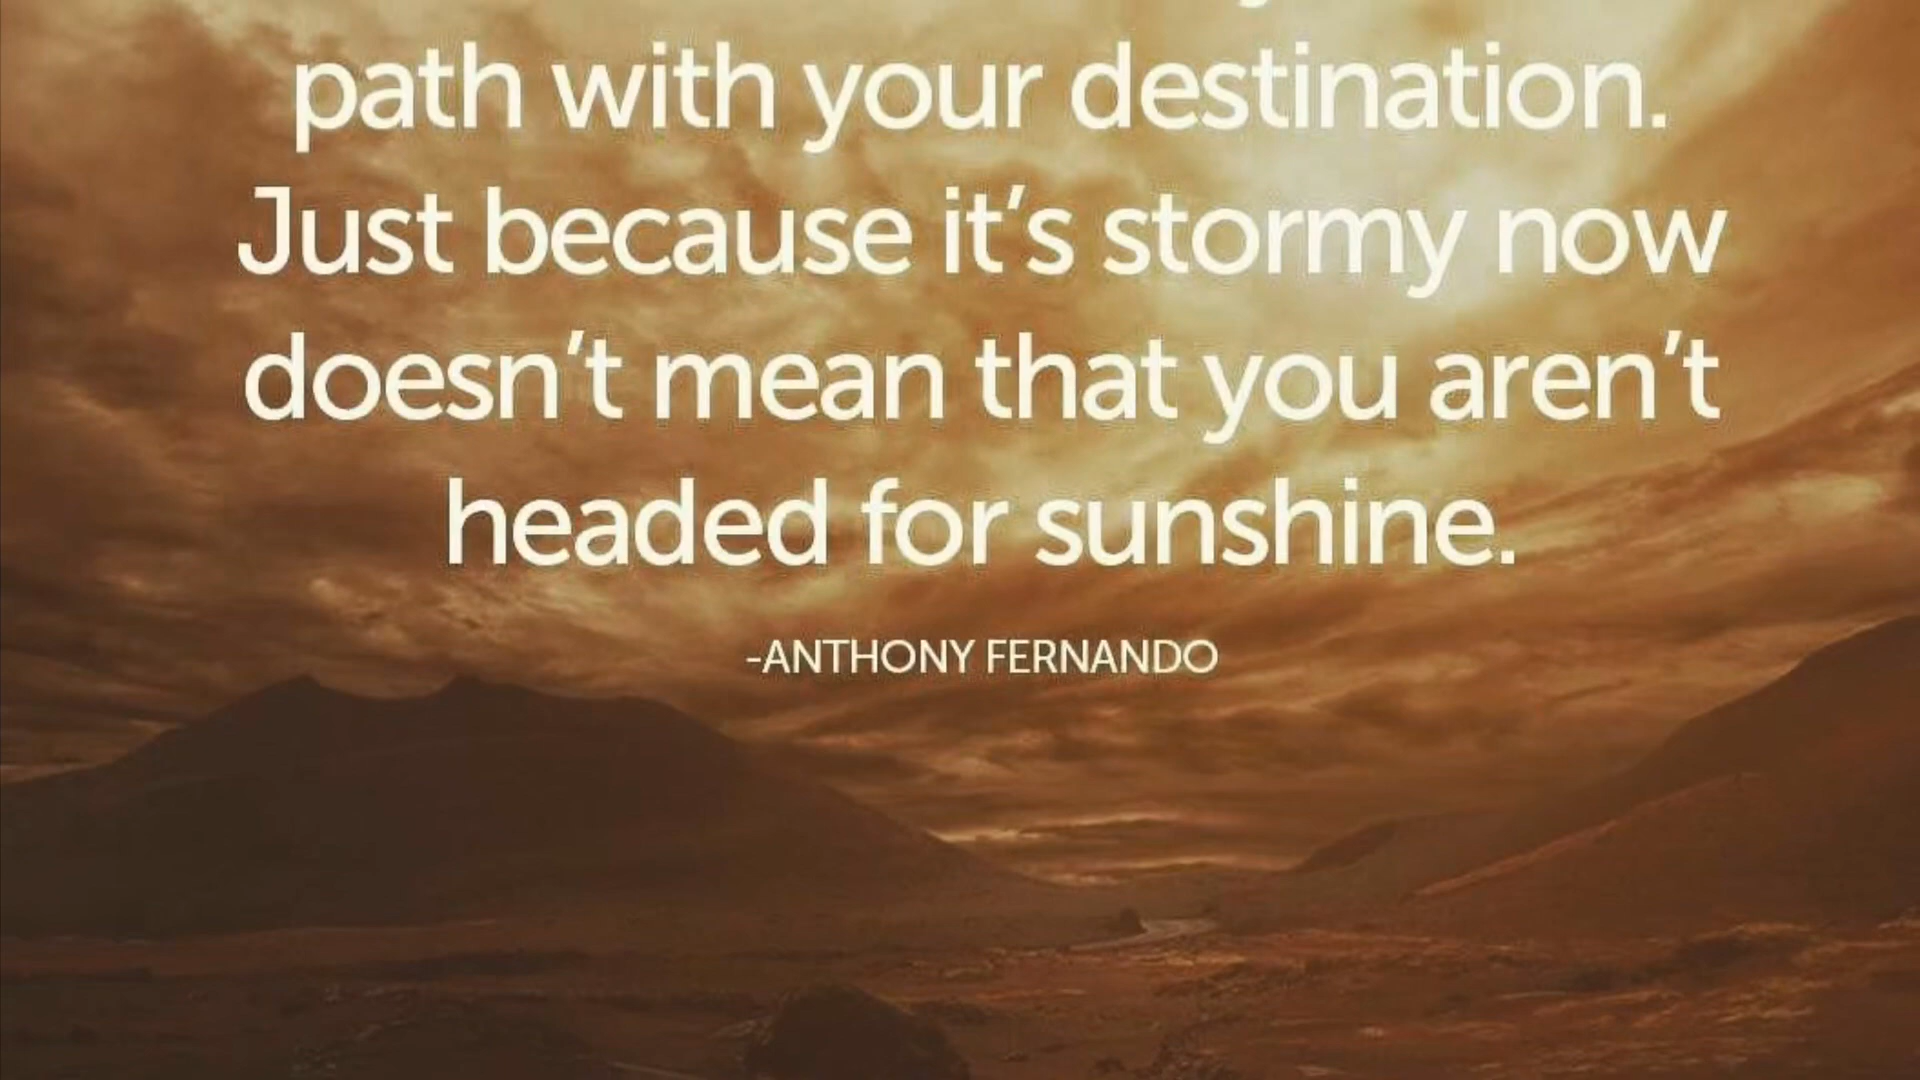 path with your destination.
Just because it's stormy now
doesn't mean that you aren't
headed for sunshine.
-ANTHONY FERNANDO